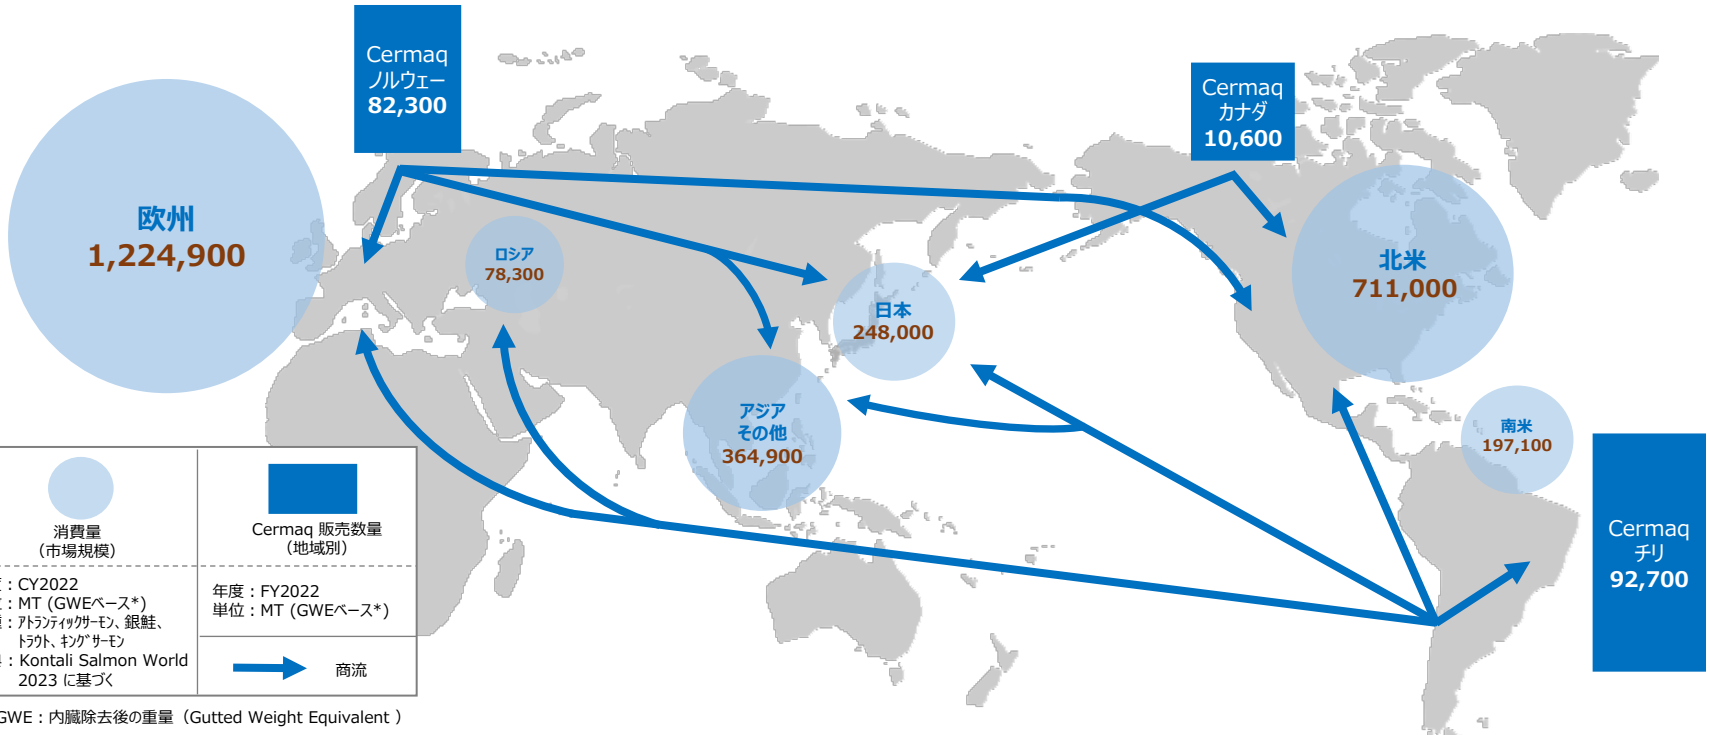 Cermaq
ノルウェー
82,300
Cermaq
カナダ
10,600
欧州
1,224,900
ロシア
78,300
日本
248,000
北米
711,000
アジア
その他
364,900
南米
197,100
Cermaq
チリ
92,700
消費量
（市場規模）
Cermaq 販売数量
（地域別）
：CY2022
：MT (GWEベース*)
：ｱﾄﾗﾝﾃｨｯｸｻｰﾓﾝ、銀鮭、
ﾄﾗｳﾄ、ｷﾝｸﾞｻｰﾓﾝ
：Kontali Salmon World
2023 に基づく
年度：FY2022
単位：MT (GWEベース*)
商流
GWE：内臓除去後の重量（Gutted Weight Equivalent ）